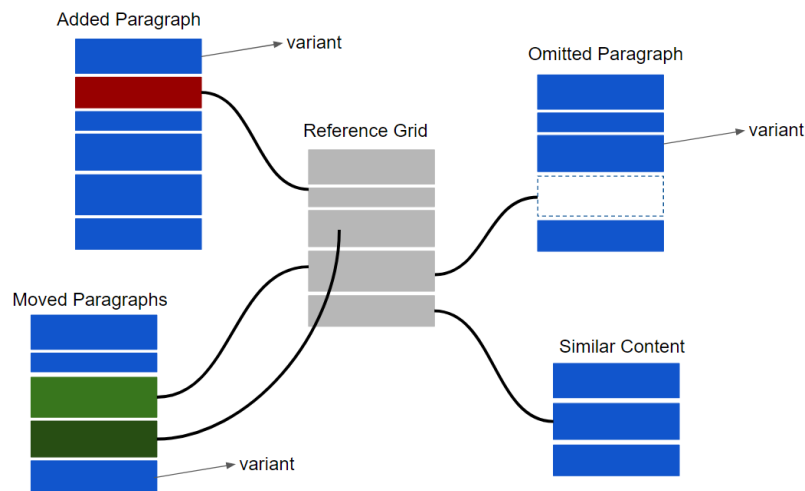 Added Paragraph
variant
Omitted Paragraph
Reference Grid
variant
Moved Paragraphs
Similar Content
variant